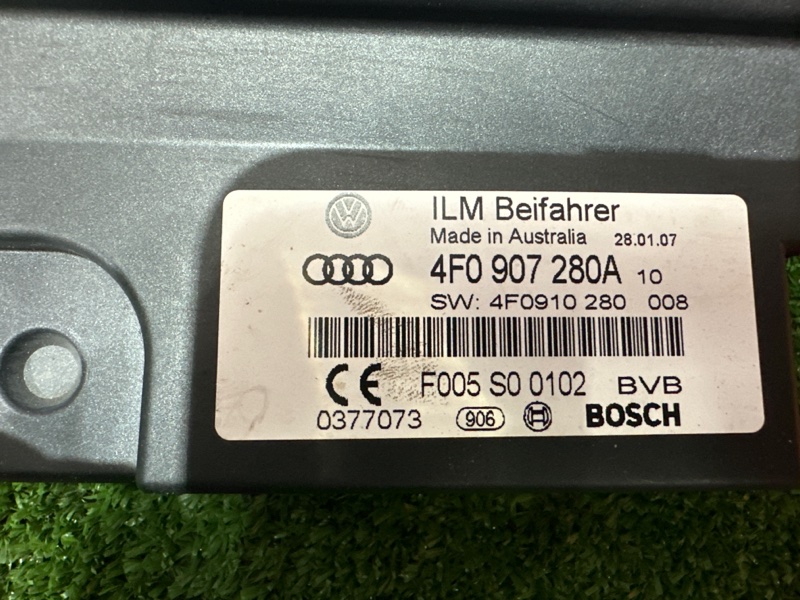 ILM Beifahrer
Made in Australia 28.01.07
4F0 907 280A 10
SW: 4F0910 280 008
CE F005 S0 0102 BVB
0377073 906 BOSCH